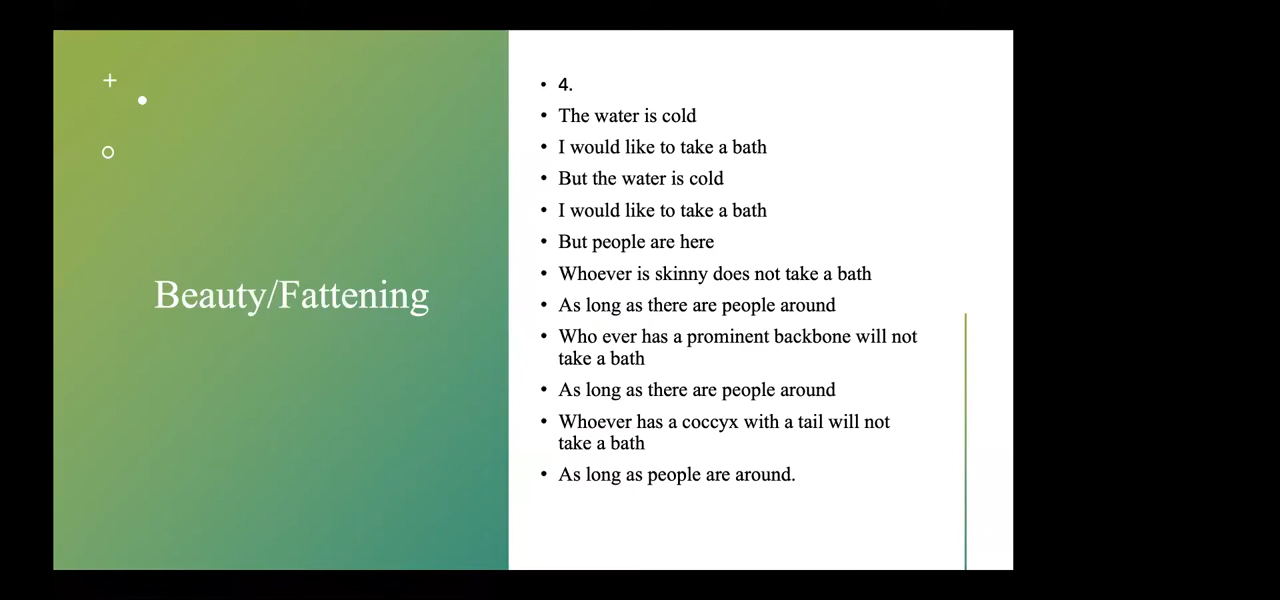 Beauty/Fattening
• 4.
• The water is cold
• I would like to take a bath
• But the water is cold
• I would like to take a bath
• But people are here
• Whoever is skinny does not take a bath
• As long as there are people around
• Who ever has a prominent backbone will not
take a bath
• As long as there are people around
• Whoever has a coccyx with a tail will not
take a bath
• As long as people are around.